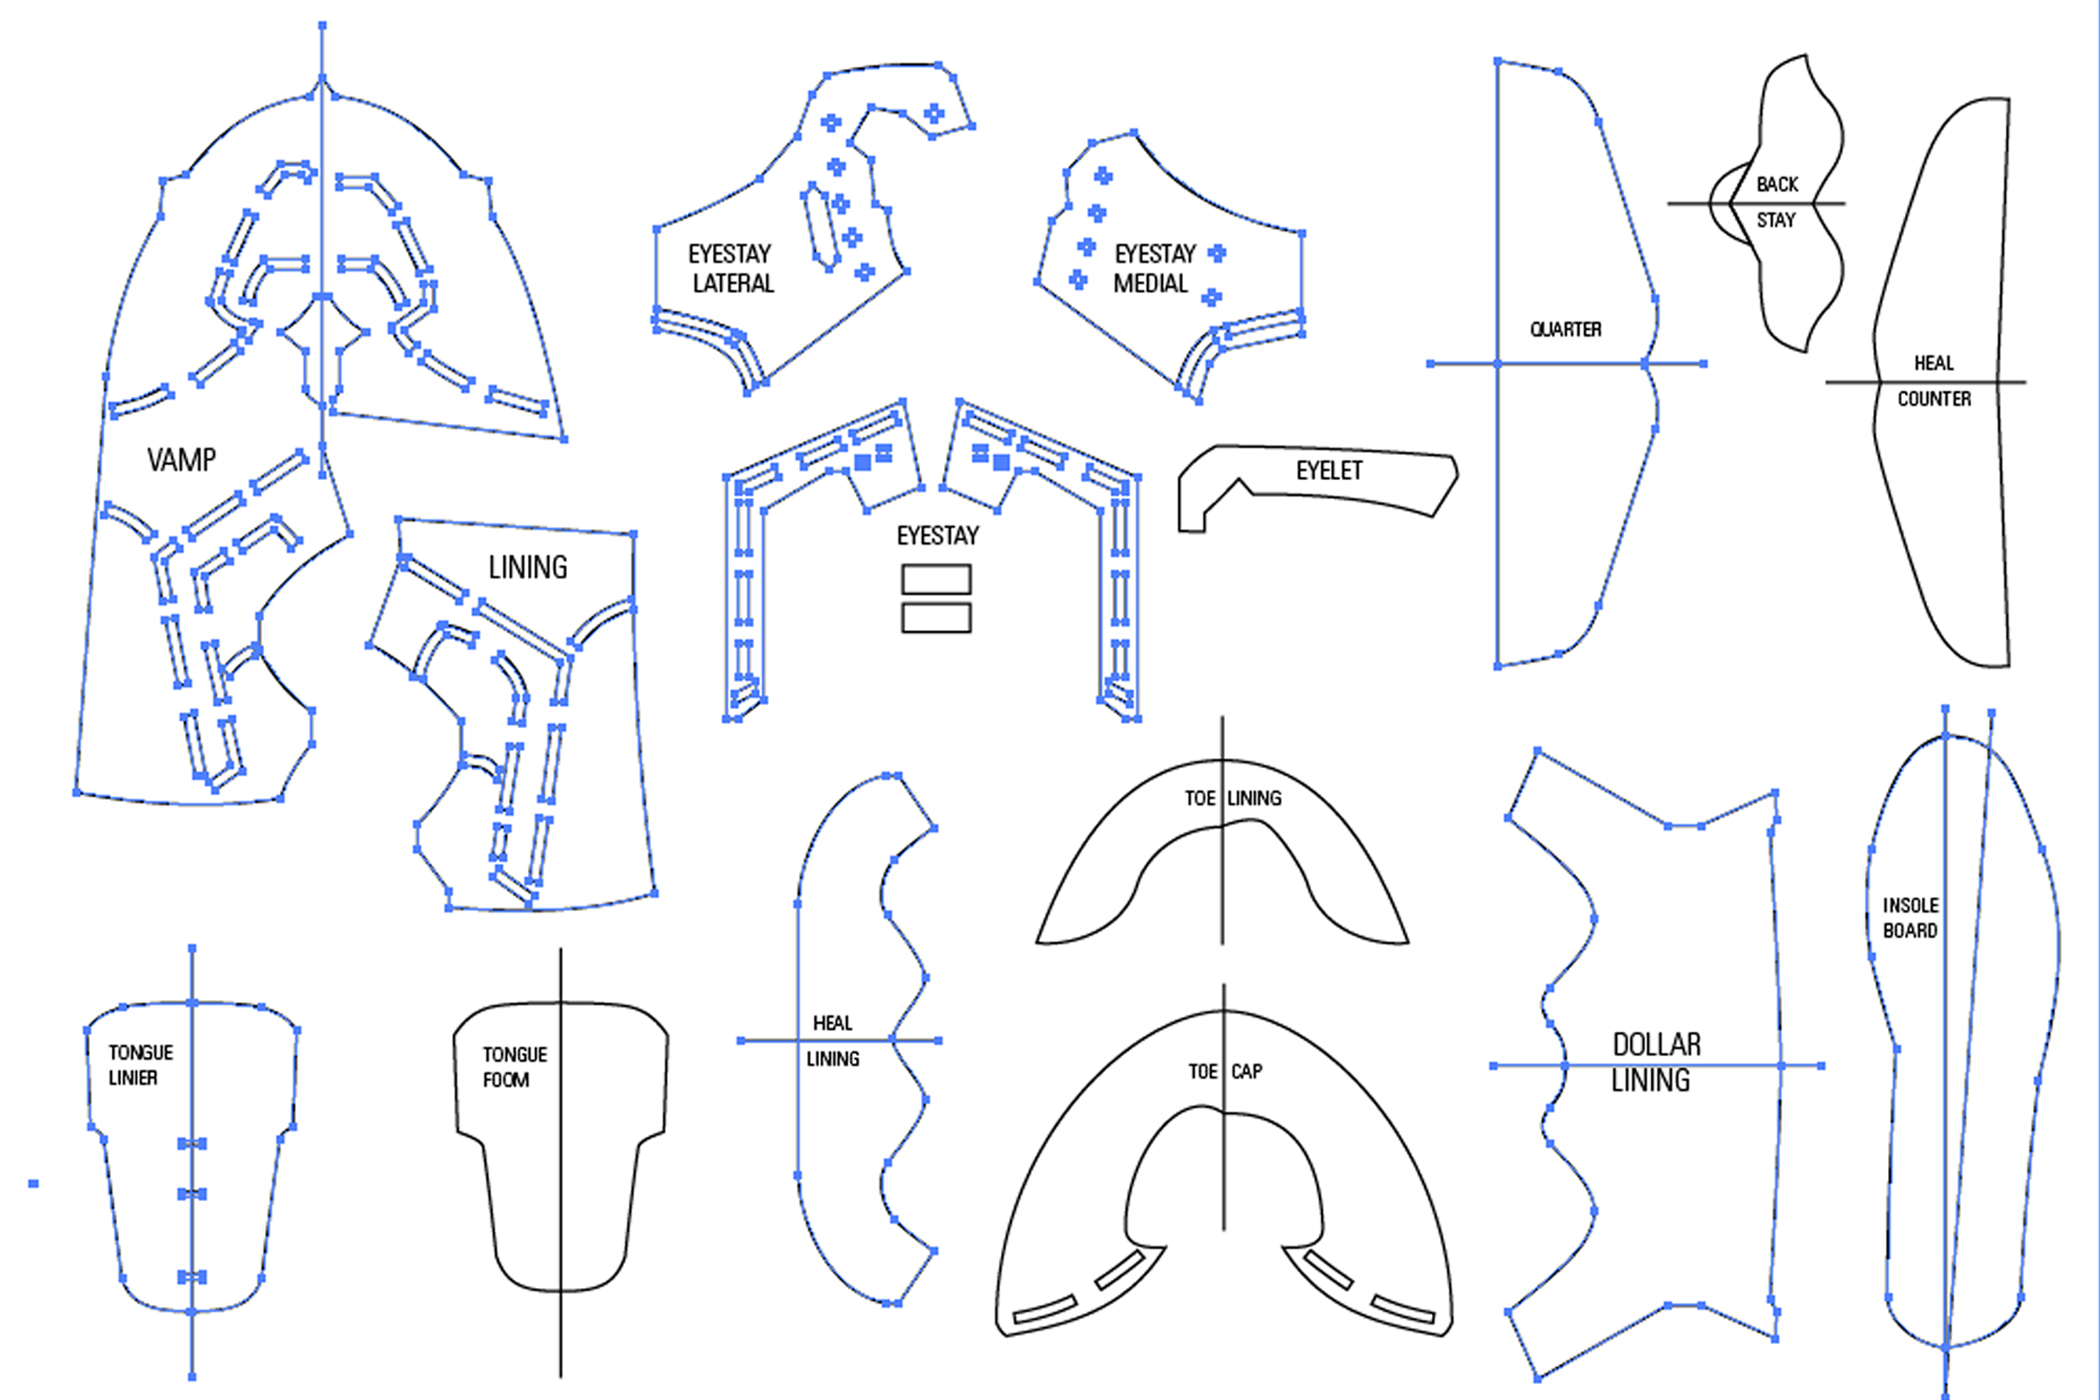 EYESTAY
LATERAL
EYESTAY
MEDIAL
QUARTER
BACK
STAY
HEAL
COUNTER
VAMP
LINING
EYESTAY
EYELET
TOE LINING
INSOLE
BOARD
TONGUE
LINIER
TONGUE
FOOM
HEAL
LINING
TOE CAP
DOLLAR
LINING